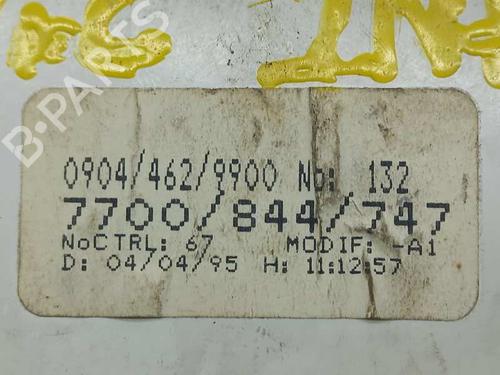 0904/462/9900 No: 132
7700/844/747
NoCTRL: 67 MODIF: -A1
D: 04/04/95 H: 11:12:57
B-PARTS